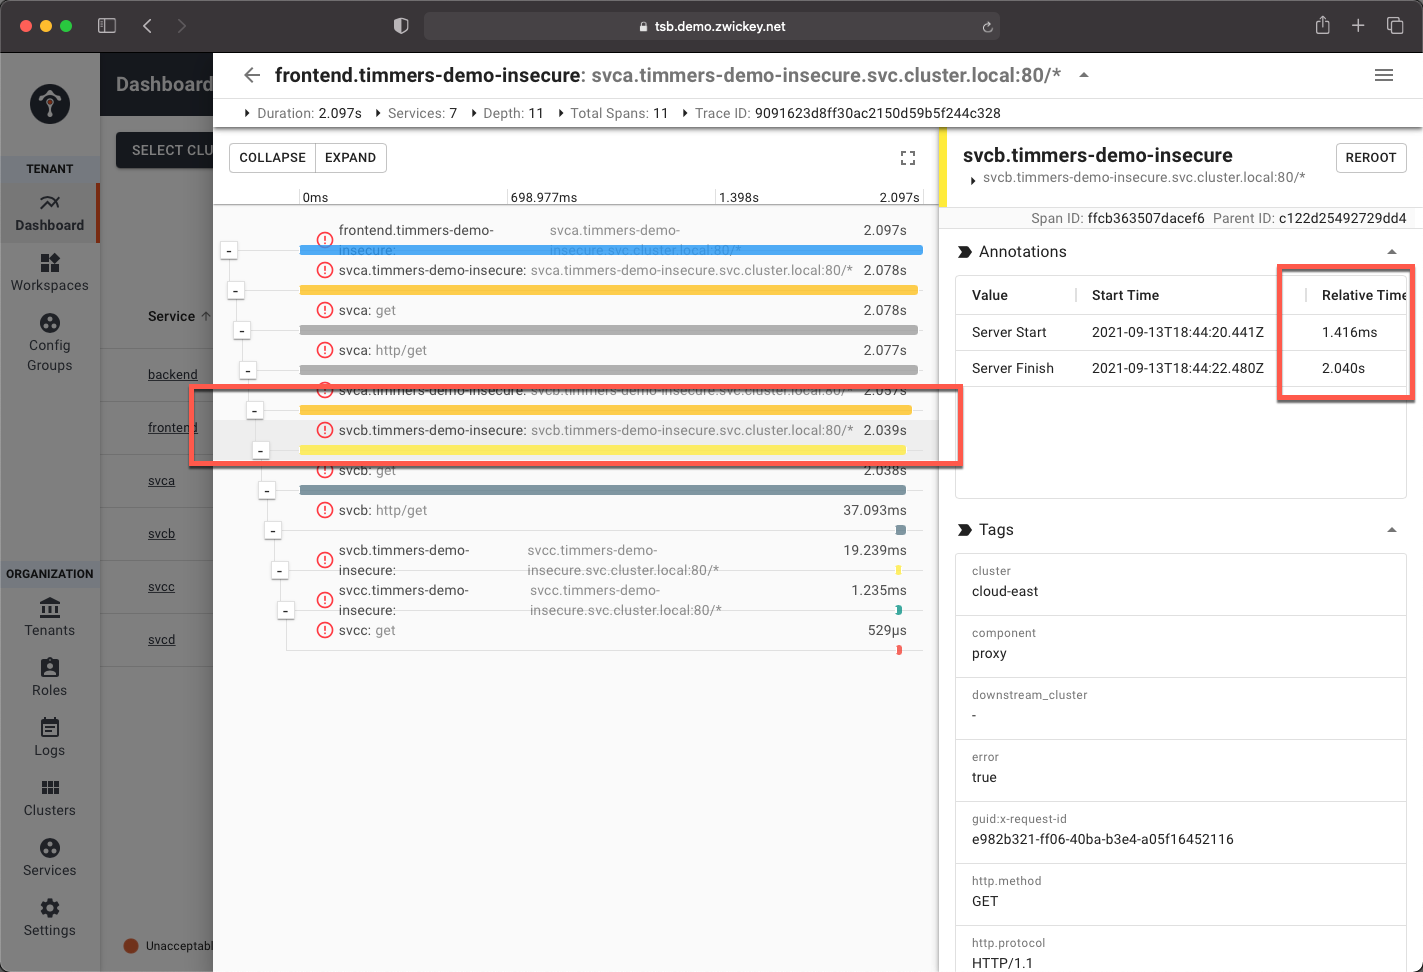 tsb.demo.zwickey.net
Dashboard
frontend.timmers-demo-insecure: svca.timmers-demo-insecure.svc.cluster.local:80/*
Duration: 2.097s Services: 7 Depth: 11 Total Spans: 11 Trace ID: 9091623d8ff30ac2150d59b5f244c328
SELECT CLU
TENANT
Dashboard
Workspaces
Config
Groups
ORGANIZATION
Tenants
Roles
Logs
Clusters
Services
Settings
Service
backend
frontend
svca
svcb
svcc
svcd
Unacceptabl
COLLAPSE EXPAND
0ms 698.977ms 1.398s 2.097s
frontend.timmers-demo-insecure: svca.timmers-demo-insecure.svc.cluster.local:80/* 2.097s
svca.timmers-demo-insecure: svca.timmers-demo-insecure.svc.cluster.local:80/* 2.078s
svca: get 2.078s
svca: http/get 2.077s
svca.timmers-demo-insecure: svcb.timmers-demo-insecure.svc.cluster.local:80/* 2.057s
svcb.timmers-demo-insecure: svcb.timmers-demo-insecure.svc.cluster.local:80/* 2.039s
svcb: get 2.038s
svcb: http/get 37.093ms
svcb.timmers-demo- svcc.timmers-demo- 19.239ms
insecure: insecure.svc.cluster.local:80/*
svcc.timmers-demo- svcc.timmers-demo- 1.235ms
insecure: insecure.svc.cluster.local:80/*
svcc: get 529µs
svcb.timmers-demo-insecure REROOT
svcb.timmers-demo-insecure.svc.cluster.local:80/*
Span ID: ffcb363507dacef6 Parent ID: c122d25492729dd4
Annotations
Value Start Time Relative Time
Server Start 2021-09-13T18:44:20.441Z 1.416ms
Server Finish 2021-09-13T18:44:22.480Z 2.040s
Tags
cluster
cloud-east
component
proxy
downstream_cluster
-
error
true
guid:x-request-id
e982b321-ff06-40ba-b3e4-a05f16452116
http.method
GET
http.protocol
HTTP/1.1